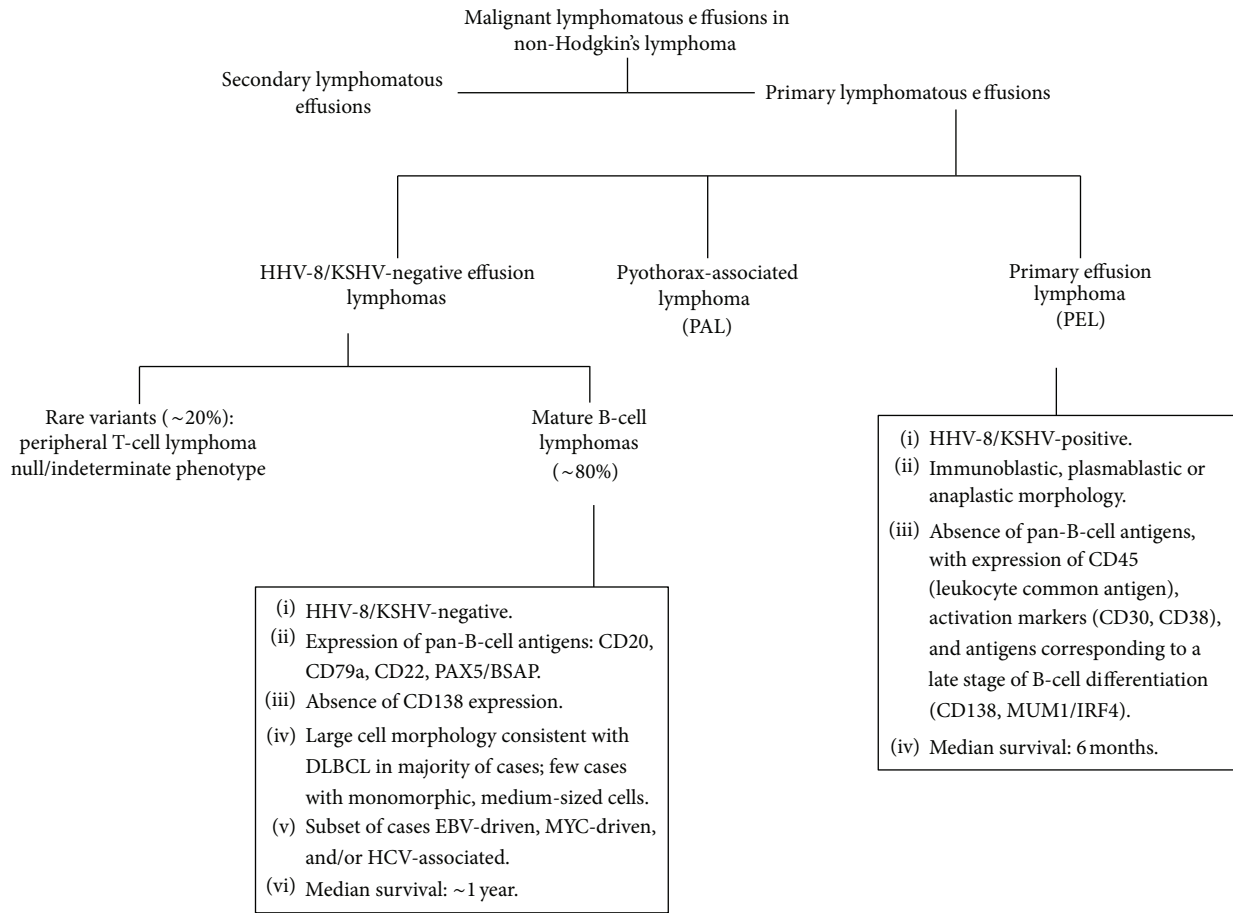 Malignant lymphomatous effusions in
non-Hodgkin's lymphoma
Secondary lymphomatous
effusions
Primary lymphomatous effusions
HHV-8/KSHV-negative effusion
lymphomas
Pyothorax-associated
lymphoma
(PAL)
Primary effusion
lymphoma
(PEL)
Rare variants (~20%):
peripheral T-cell lymphoma
null/indeterminate phenotype
Mature B-cell
lymphomas
(~80%)
(i) HHV-8/KSHV-negative.
(ii) Expression of pan-B-cell antigens: CD20,
CD79a, CD22, PAX5/BSAP.
(iii) Absence of CD138 expression.
(iv) Large cell morphology consistent with
DLBCL in majority of cases; few cases
with monomorphic, medium-sized cells.
(v) Subset of cases EBV-driven, MYC-driven,
and/or HCV-associated.
(vi) Median survival: ~1 year.
(i) HHV-8/KSHV-positive.
(ii) Immunoblastic, plasmablastic or
anaplastic morphology.
(iii) Absence of pan-B-cell antigens,
with expression of CD45
(leukocyte common antigen),
activation markers (CD30, CD38),
and antigens corresponding to a
late stage of B-cell differentiation
(CD138, MUM1/IRF4).
(iv) Median survival: 6 months.